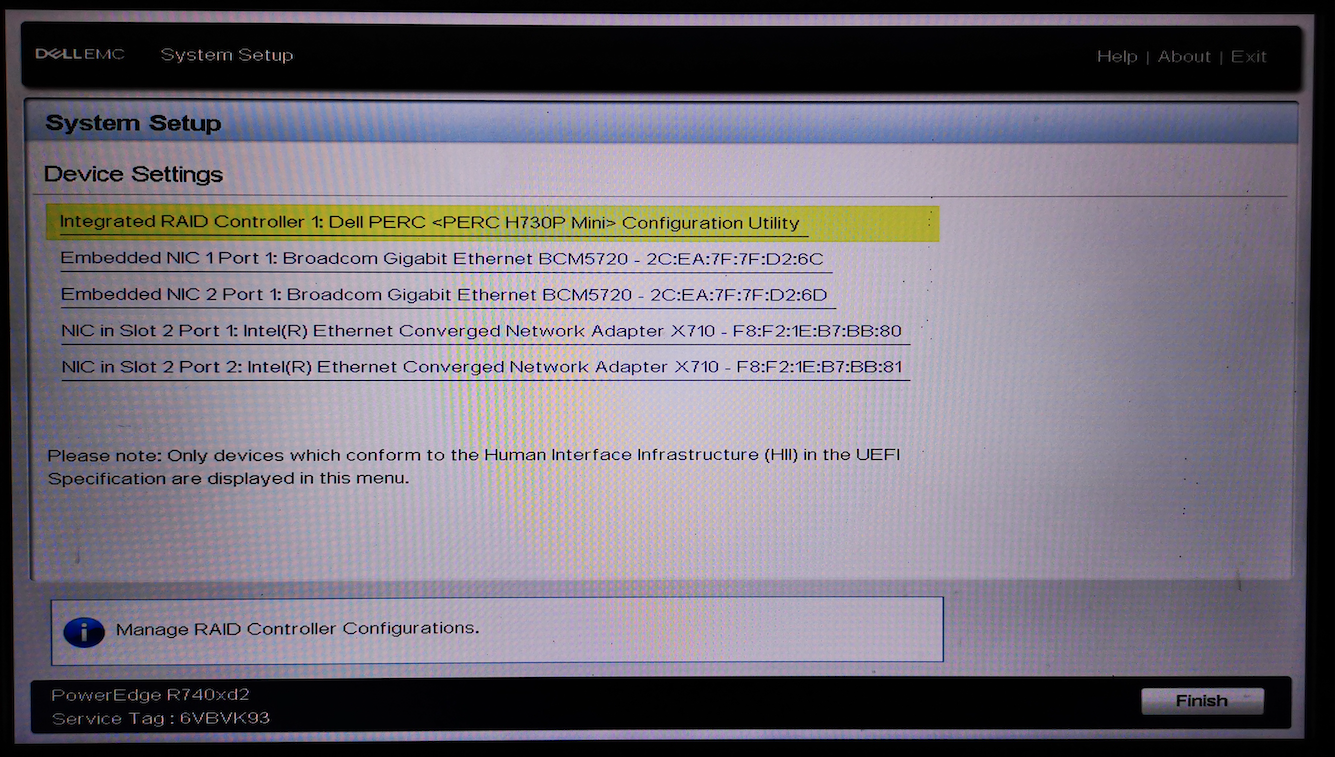 DELLEMC System Setup Help | About | Exit
System Setup
Device Settings
Integrated RAID Controller 1: Dell PERC <PERC H730P Mini> Configuration Utility
Embedded NIC 1 Port 1: Broadcom Gigabit Ethernet BCM5720 - 2C:EA:7F:7F:D2:6C
Embedded NIC 2 Port 1: Broadcom Gigabit Ethernet BCM5720 - 2C:EA:7F:7F:D2:6D
NIC in Slot 2 Port 1: Intel(R) Ethernet Converged Network Adapter X710 - F8:F2:1E:B7:BB:80
NIC in Slot 2 Port 2: Intel(R) Ethernet Converged Network Adapter X710 - F8:F2:1E:B7:BB:81
Please note: Only devices which conform to the Human Interface Infrastructure (HII) in the UEFI
Specification are displayed in this menu.
i Manage RAID Controller Configurations.
PowerEdge R740xd2
Service Tag : 6VBVK93
Finish